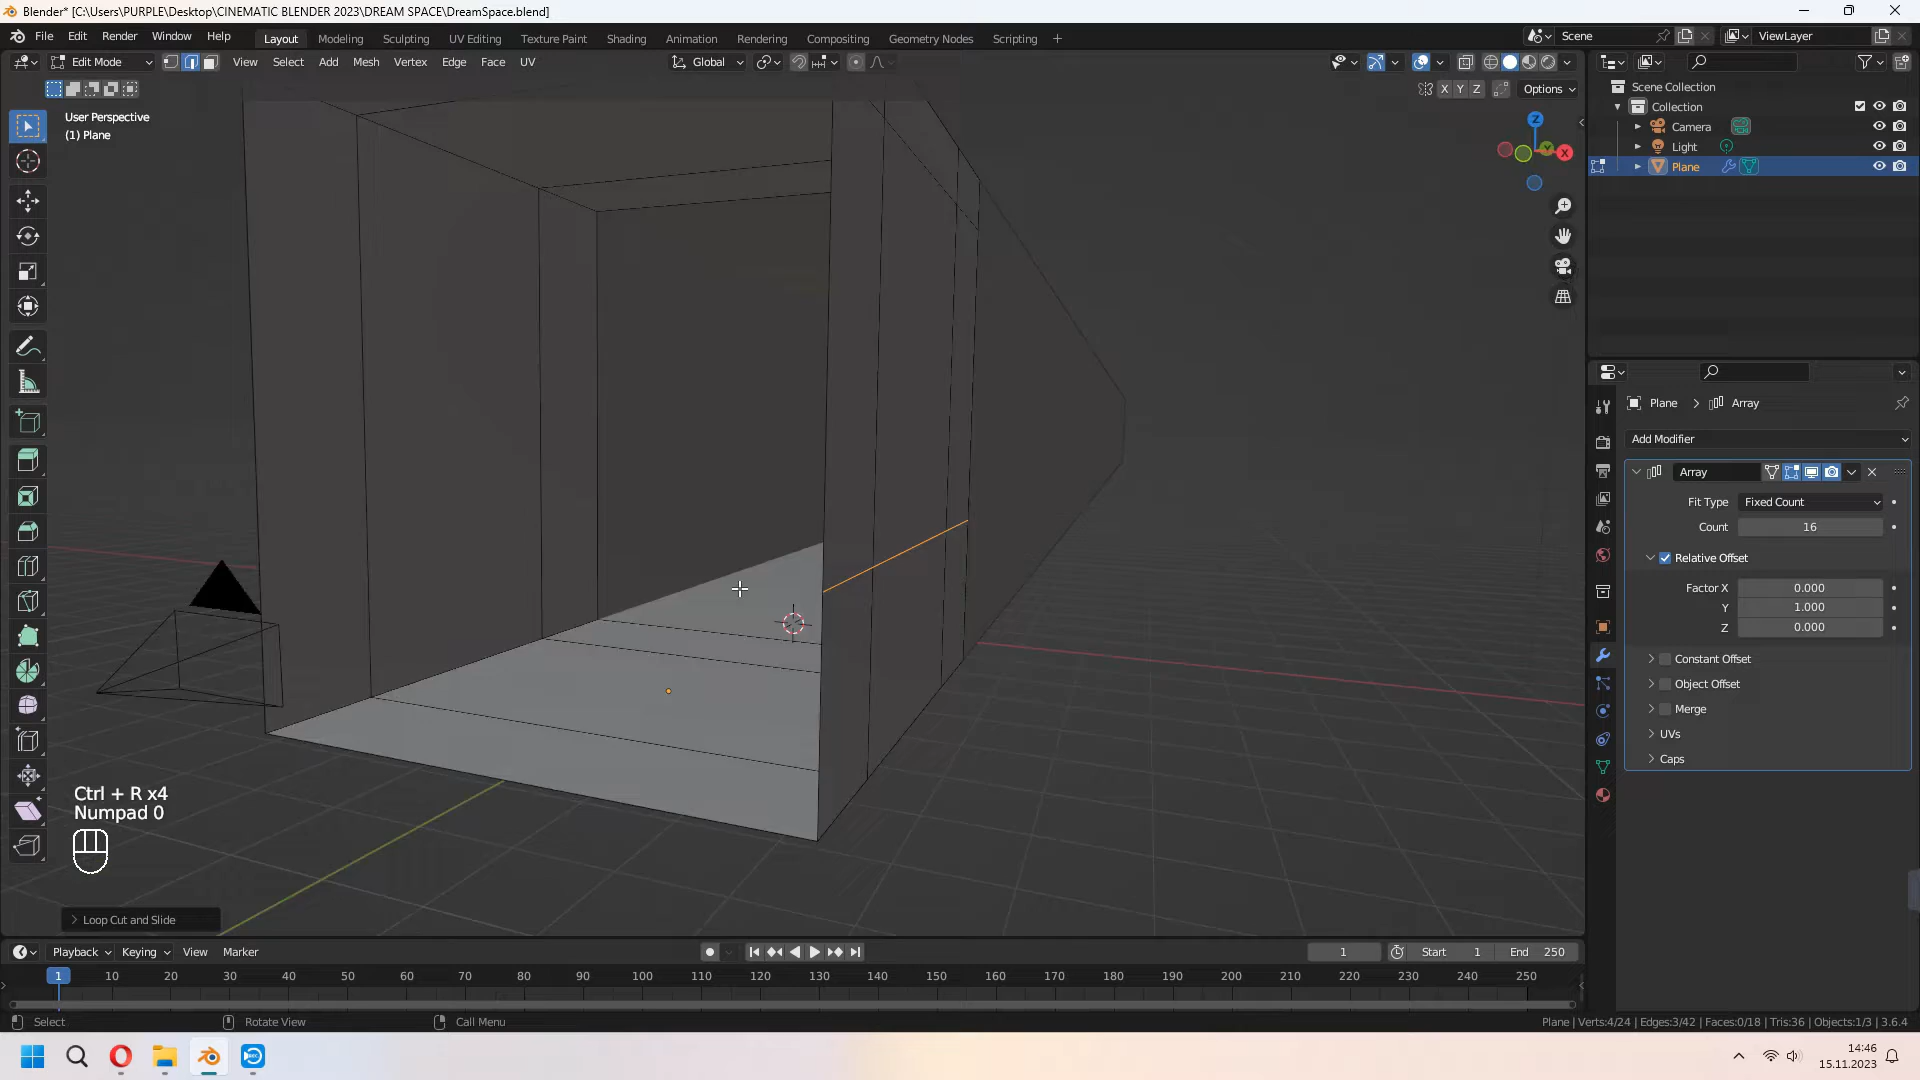 Blender* [C:\Users\PURPLE\Desktop\CINEMATIC BLENDER 2023\DREAM SPACE\DreamSpace.blend]
File Edit Render Window Help Layout Modeling Sculpting UV Editing Texture Paint Shading Animation Rendering Compositing Geometry Nodes Scripting + Scene ViewLayer
Edit Mode View Select Add Mesh Vertex Edge Face UV Global
X Y Z Options
User Perspective
(1) Plane
Z
Y
X
Scene Collection
Collection
Camera
Light
Plane
Plane > Array
Add Modifier
Array
Fit Type Fixed Count
Count 16
Relative Offset
Factor X 0.000
Y 1.000
Z 0.000
Constant Offset
Object Offset
Merge
UVs
Caps
Ctrl + R x4
Numpad 0
Loop Cut and Slide
Playback Keying View Marker 1 Start 1 End 250
1 10 20 30 40 50 60 70 80 90 100 110 120 130 140 150 160 170 180 190 200 210 220 230 240 250
Select Rotate View Call Menu Plane | Verts:4/24 | Edges:3/42 | Faces:0/18 | Tris:36 | Objects:1/3 | 3.6.4
14:46
15.11.2023